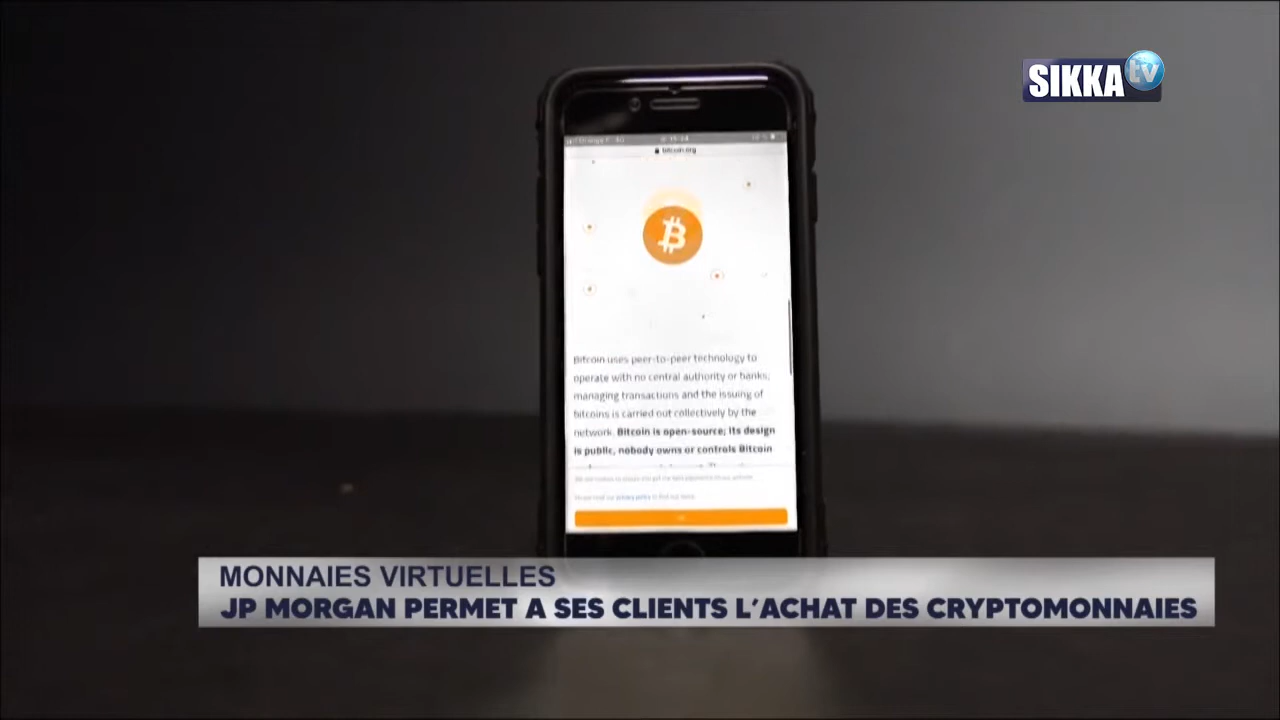 SIKKA tv
bitcoin.org
Bitcoin uses peer-to-peer technology to
operate with no central authority or banks;
managing transactions and the issuing of
bitcoins is carried out collectively by the
network. Bitcoin is open-source; its design
is public, nobody owns or controls Bitcoin
privacy policy
MONNAIES VIRTUELLES
JP MORGAN PERMET A SES CLIENTS L'ACHAT DES CRYPTOMONNAIES